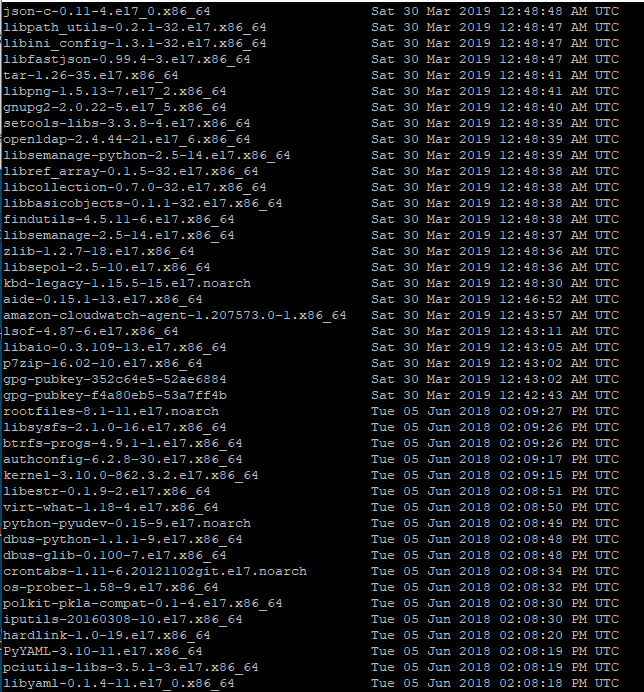 json-c-0.11-4.el7_0.x86_64 Sat 30 Mar 2019 12:48:48 AM UTC
libpath_utils-0.2.1-32.el7.x86_64 Sat 30 Mar 2019 12:48:47 AM UTC
libini_config-1.3.1-32.el7.x86_64 Sat 30 Mar 2019 12:48:47 AM UTC
libfastjson-0.99.4-3.el7.x86_64 Sat 30 Mar 2019 12:48:47 AM UTC
tar-1.26-35.el7.x86_64 Sat 30 Mar 2019 12:48:41 AM UTC
libpng-1.5.13-7.el7_2.x86_64 Sat 30 Mar 2019 12:48:41 AM UTC
gnupg2-2.0.22-5.el7_5.x86_64 Sat 30 Mar 2019 12:48:40 AM UTC
setools-libs-3.3.8-4.el7.x86_64 Sat 30 Mar 2019 12:48:39 AM UTC
openldap-2.4.44-21.el7_6.x86_64 Sat 30 Mar 2019 12:48:39 AM UTC
libsemanage-python-2.5-14.el7.x86_64 Sat 30 Mar 2019 12:48:39 AM UTC
libref_array-0.1.5-32.el7.x86_64 Sat 30 Mar 2019 12:48:38 AM UTC
libcollection-0.7.0-32.el7.x86_64 Sat 30 Mar 2019 12:48:38 AM UTC
libbasicobjects-0.1.1-32.el7.x86_64 Sat 30 Mar 2019 12:48:38 AM UTC
findutils-4.5.11-6.el7.x86_64 Sat 30 Mar 2019 12:48:38 AM UTC
libsemanage-2.5-14.el7.x86_64 Sat 30 Mar 2019 12:48:37 AM UTC
zlib-1.2.7-18.el7.x86_64 Sat 30 Mar 2019 12:48:36 AM UTC
libsepol-2.5-10.el7.x86_64 Sat 30 Mar 2019 12:48:36 AM UTC
kbd-legacy-1.15.5-15.el7.noarch Sat 30 Mar 2019 12:48:30 AM UTC
aide-0.15.1-13.el7.x86_64 Sat 30 Mar 2019 12:46:52 AM UTC
amazon-cloudwatch-agent-1.207573.0-1.x86_64 Sat 30 Mar 2019 12:43:57 AM UTC
lsof-4.87-6.el7.x86_64 Sat 30 Mar 2019 12:43:11 AM UTC
libaio-0.3.109-13.el7.x86_64 Sat 30 Mar 2019 12:43:05 AM UTC
p7zip-16.02-10.el7.x86_64 Sat 30 Mar 2019 12:43:02 AM UTC
gpg-pubkey-352c64e5-52ae6884 Sat 30 Mar 2019 12:42:43 AM UTC
gpg-pubkey-f4a80eb5-53a7ff4b Sat 30 Mar 2019 12:42:43 AM UTC
rootfiles-8.1-11.el7.noarch Tue 05 Jun 2018 02:09:27 PM UTC
libsysfs-2.1.0-16.el7.x86_64 Tue 05 Jun 2018 02:09:26 PM UTC
btrfs-progs-4.9.1-1.el7.x86_64 Tue 05 Jun 2018 02:09:26 PM UTC
authconfig-6.2.8-30.el7.x86_64 Tue 05 Jun 2018 02:09:17 PM UTC
kernel-3.10.0-862.3.2.el7.x86_64 Tue 05 Jun 2018 02:09:15 PM UTC
libestr-0.1.9-2.el7.x86_64 Tue 05 Jun 2018 02:08:51 PM UTC
virt-what-1.18-4.el7.x86_64 Tue 05 Jun 2018 02:08:50 PM UTC
python-pyudev-0.15-9.el7.noarch Tue 05 Jun 2018 02:08:49 PM UTC
dbus-python-1.1.1-9.el7.x86_64 Tue 05 Jun 2018 02:08:48 PM UTC
dbus-glib-0.100-7.el7.x86_64 Tue 05 Jun 2018 02:08:48 PM UTC
crontabs-1.11-6.20121102git.el7.noarch Tue 05 Jun 2018 02:08:34 PM UTC
os-prober-1.58-9.el7.x86_64 Tue 05 Jun 2018 02:08:32 PM UTC
polkit-pkla-compat-0.1-4.el7.x86_64 Tue 05 Jun 2018 02:08:30 PM UTC
iputils-20160308-10.el7.x86_64 Tue 05 Jun 2018 02:08:30 PM UTC
hardlink-1.0-19.el7.x86_64 Tue 05 Jun 2018 02:08:20 PM UTC
PyYAML-3.10-11.el7.x86_64 Tue 05 Jun 2018 02:08:19 PM UTC
pciutils-libs-3.5.1-3.el7.x86_64 Tue 05 Jun 2018 02:08:19 PM UTC
libyaml-0.1.4-11.el7_0.x86_64 Tue 05 Jun 2018 02:08:18 PM UTC